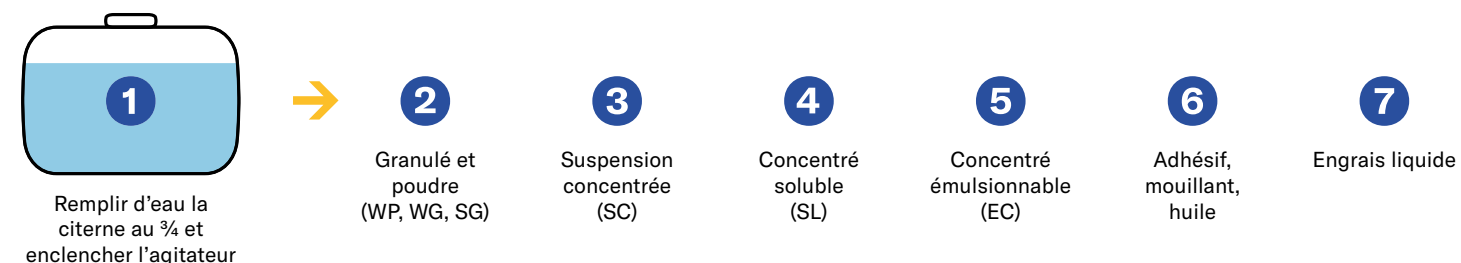 1
Remplir d'eau la
citerne au ¾ et
enclencher l'agitateur
2
Granulé et
poudre
(WP, WG, SG)
3
Suspension
concentrée
(SC)
4
Concentré
soluble
(SL)
5
Concentré
émulsionnable
(EC)
6
Adhésif,
mouillant,
huile
7
Engrais liquide